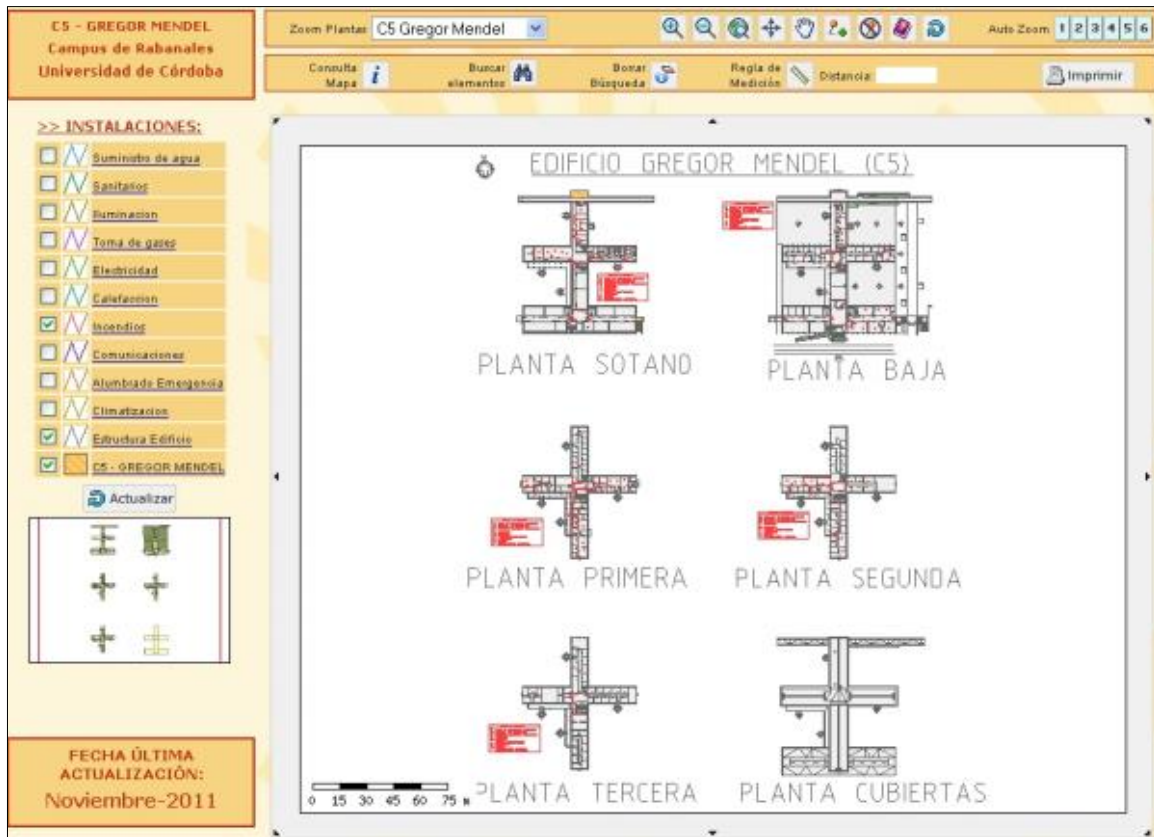 C5 - GREGOR MENDEL
Campus de Rabanales
Universidad de Córdoba
Zoom Plantas C5 Gregor Mendel
Auto Zoom 1 2 3 4 5 6
Consulta Mapa
Buscar elementos
Borrar Búsqueda
Regla de Medición
Distancia
Imprimir
>> INSTALACIONES:
Suministro de agua
Sanitarios
Iluminacion
Toma de gases
Electricidad
Calefaccion
Incendios
Comunicaciones
Alumbrado Emergencia
Climatizacion
Estructura Edificio
C5 - GREGOR MENDEL
Actualizar
FECHA ÚLTIMA
ACTUALIZACIÓN:
Noviembre-2011
EDIFICIO GREGOR MENDEL (C5)
PLANTA SOTANO
PLANTA BAJA
PLANTA PRIMERA
PLANTA SEGUNDA
PLANTA TERCERA
PLANTA CUBIERTAS
0 15 30 45 60 75 M